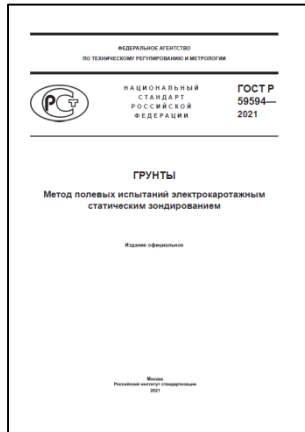 ФЕДЕРАЛЬНОЕ АГЕНТСТВО
ПО ТЕХНИЧЕСКОМУ РЕГУЛИРОВАНИЮ И МЕТРОЛОГИИ
НАЦИОНАЛЬНЫЙ
СТАНДАРТ
РОССИЙСКОЙ
ФЕДЕРАЦИИ
ГОСТ Р
59594—
2021
ГРУНТЫ
Метод полевых испытаний электрокаротажным
статическим зондированием
Издание официальное
Москва
Российский институт стандартизации
2021